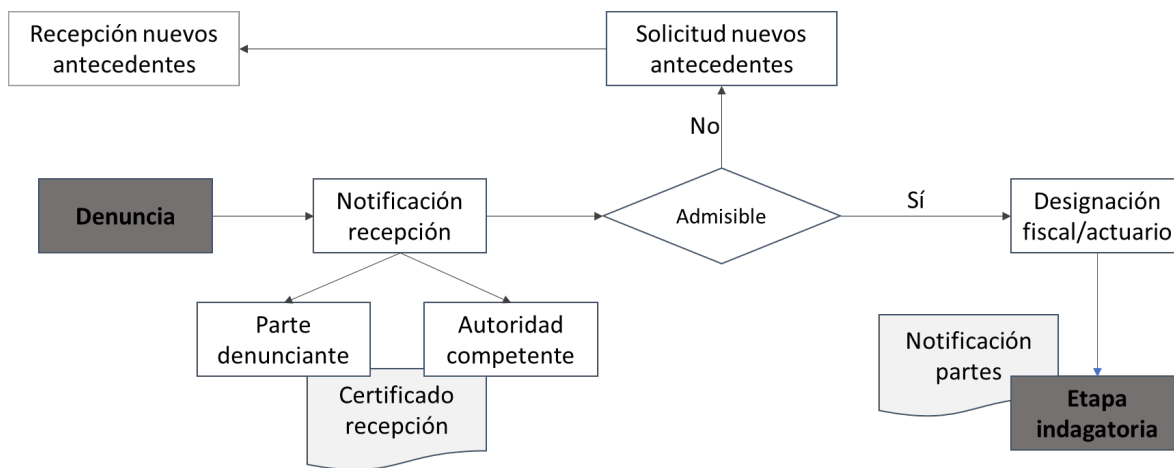 Recepción nuevos
antecedentes
Solicitud nuevos
antecedentes
No
Denuncia
Notificación
recepción
Admisible
Sí
Designación
fiscal/actuario
Parte
denunciante
Autoridad
competente
Certificado
recepción
Notificación
partes
Etapa
indagatoria